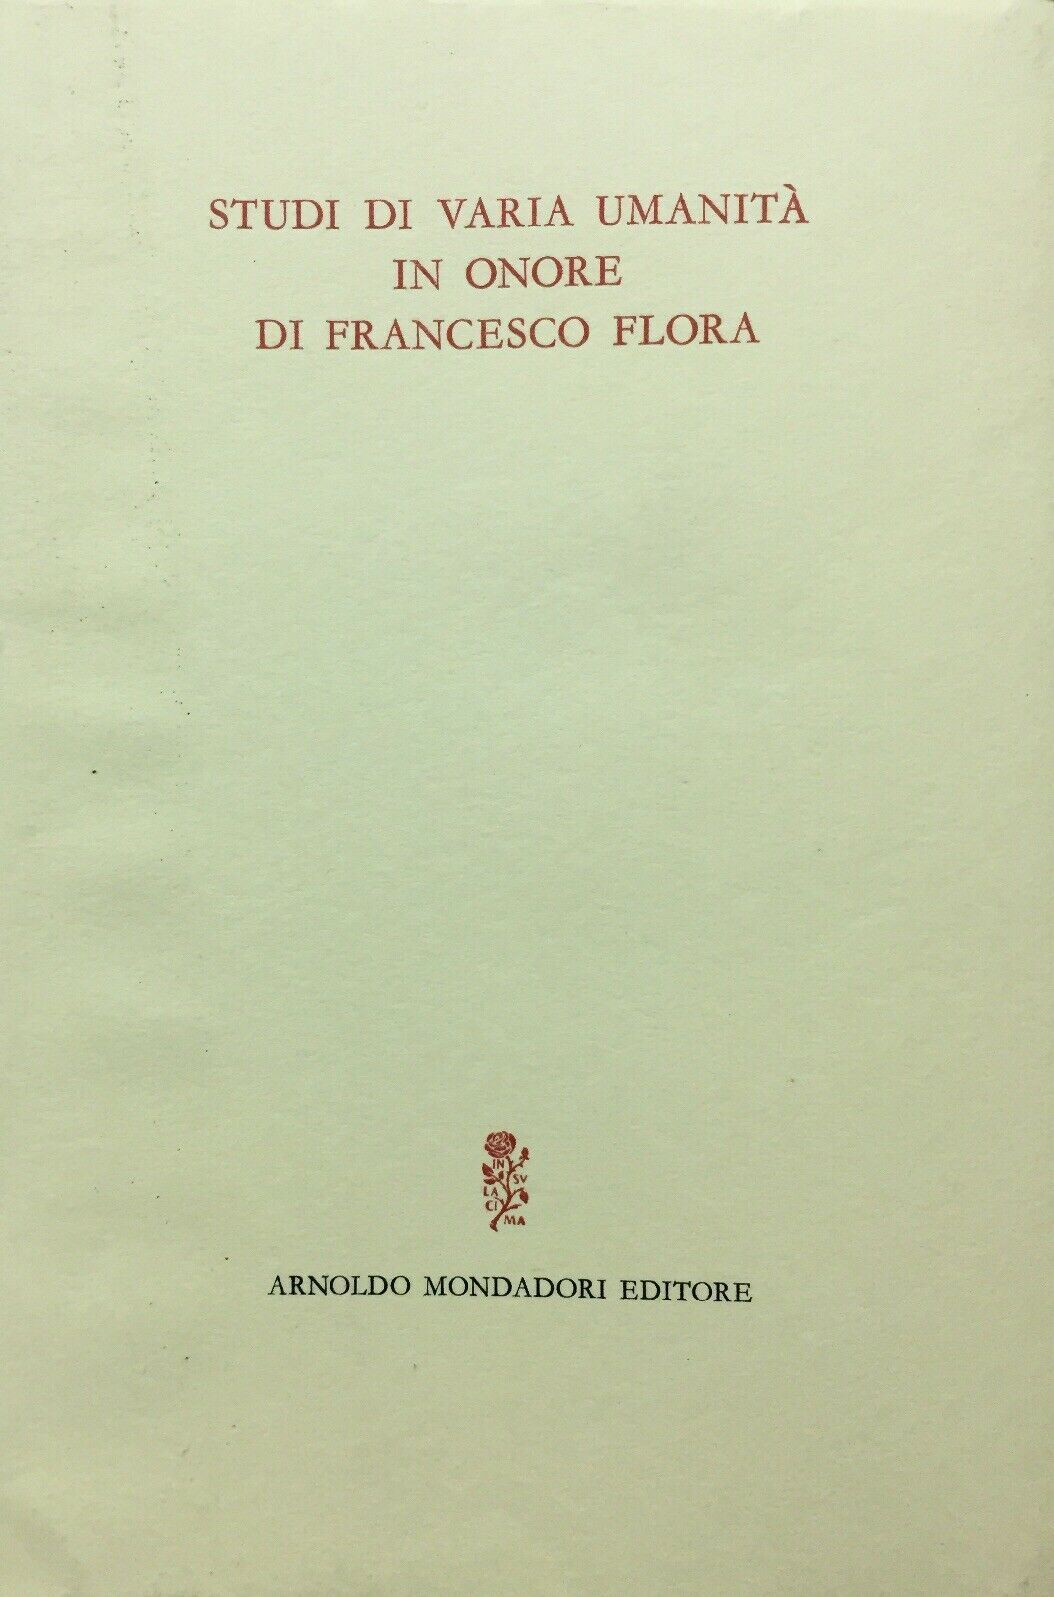 STUDI DI VARIA UMANITÀ
IN ONORE
DI FRANCESCO FLORA
IN
SV
LA
CI
MA
ARNOLDO MONDADORI EDITORE